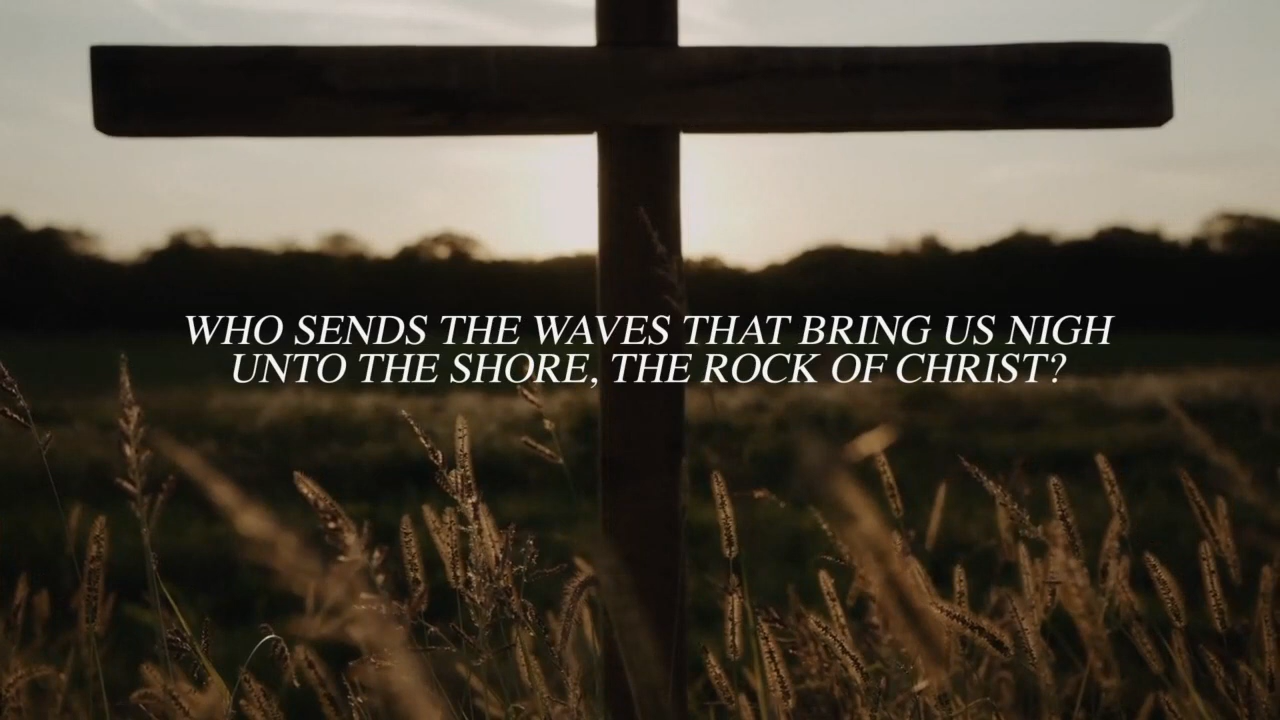 WHO SENDS THE WAVES THAT BRING US NIGH
UNTO THE SHORE, THE ROCK OF CHRIST?